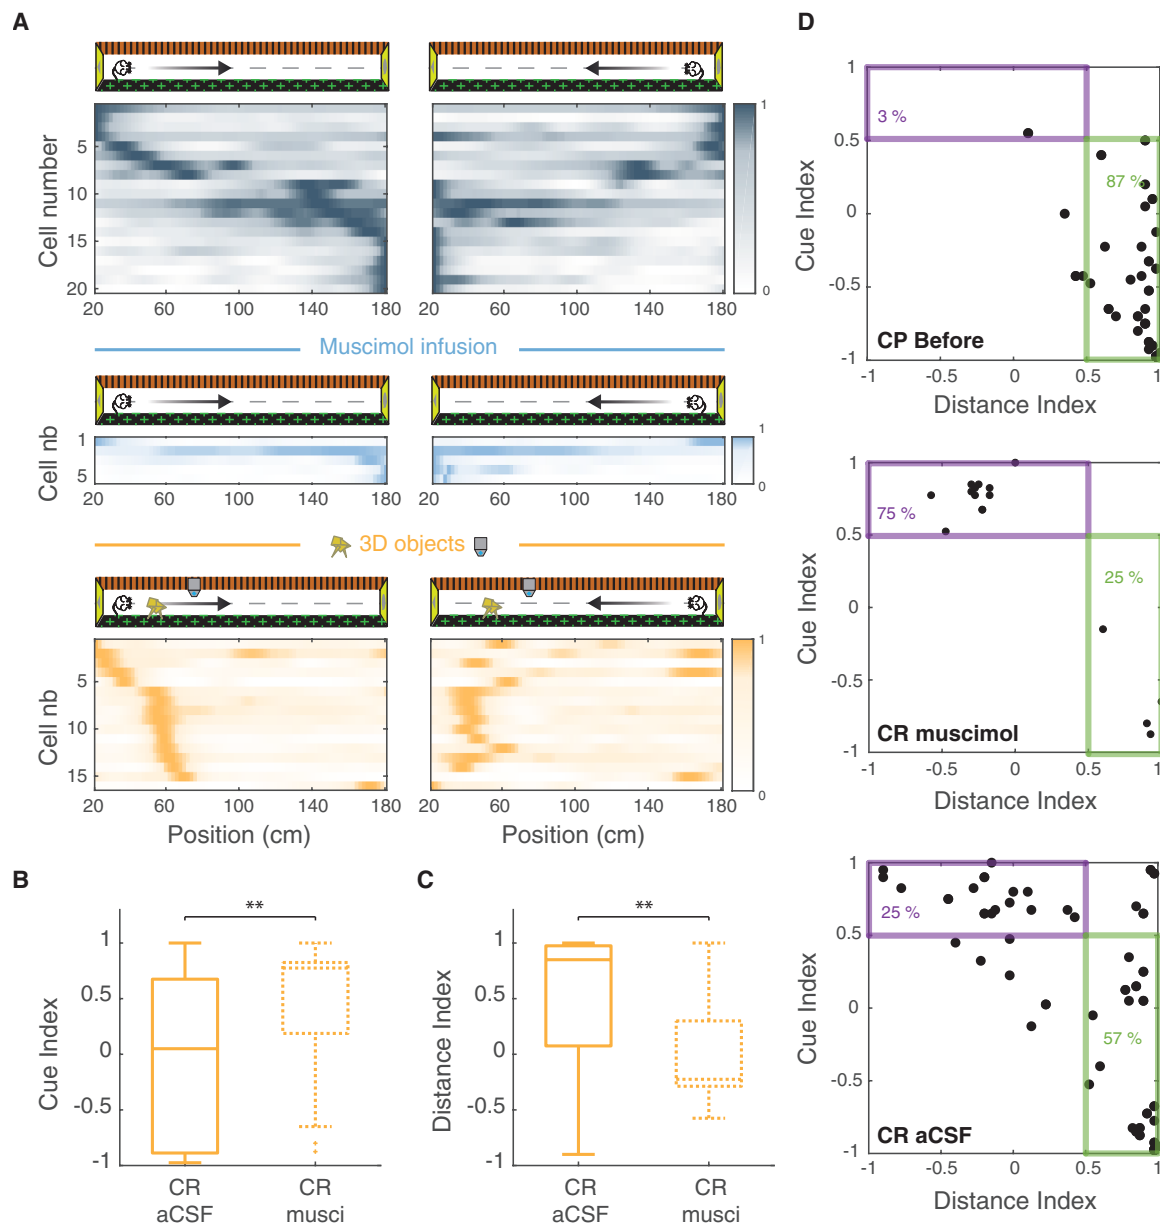 A
Cell number
5
10
15
20
20 60 100 140 180
20 60 100 140 180
1
0
Muscimol infusion
Cell nb
1
5
20 60 100 140 180
20 60 100 140 180
1
0
3D objects
Cell nb
5
10
15
20 60 100 140 180
20 60 100 140 180
1
0
Position (cm)
Position (cm)
B
**
Cue Index
1
0.5
0
-0.5
-1
CR aCSF
CR musci
C
**
Distance Index
1
0.5
0
-0.5
-1
CR aCSF
CR musci
D
Cue Index
1
0.5
0
-0.5
-1
3 %
87 %
CP Before
-1 -0.5 0 0.5 1
Distance Index
Cue Index
1
0.5
0
-0.5
-1
75 %
25 %
CR muscimol
-1 -0.5 0 0.5 1
Distance Index
Cue Index
1
0.5
0
-0.5
-1
25 %
57 %
CR aCSF
-1 -0.5 0 0.5 1
Distance Index